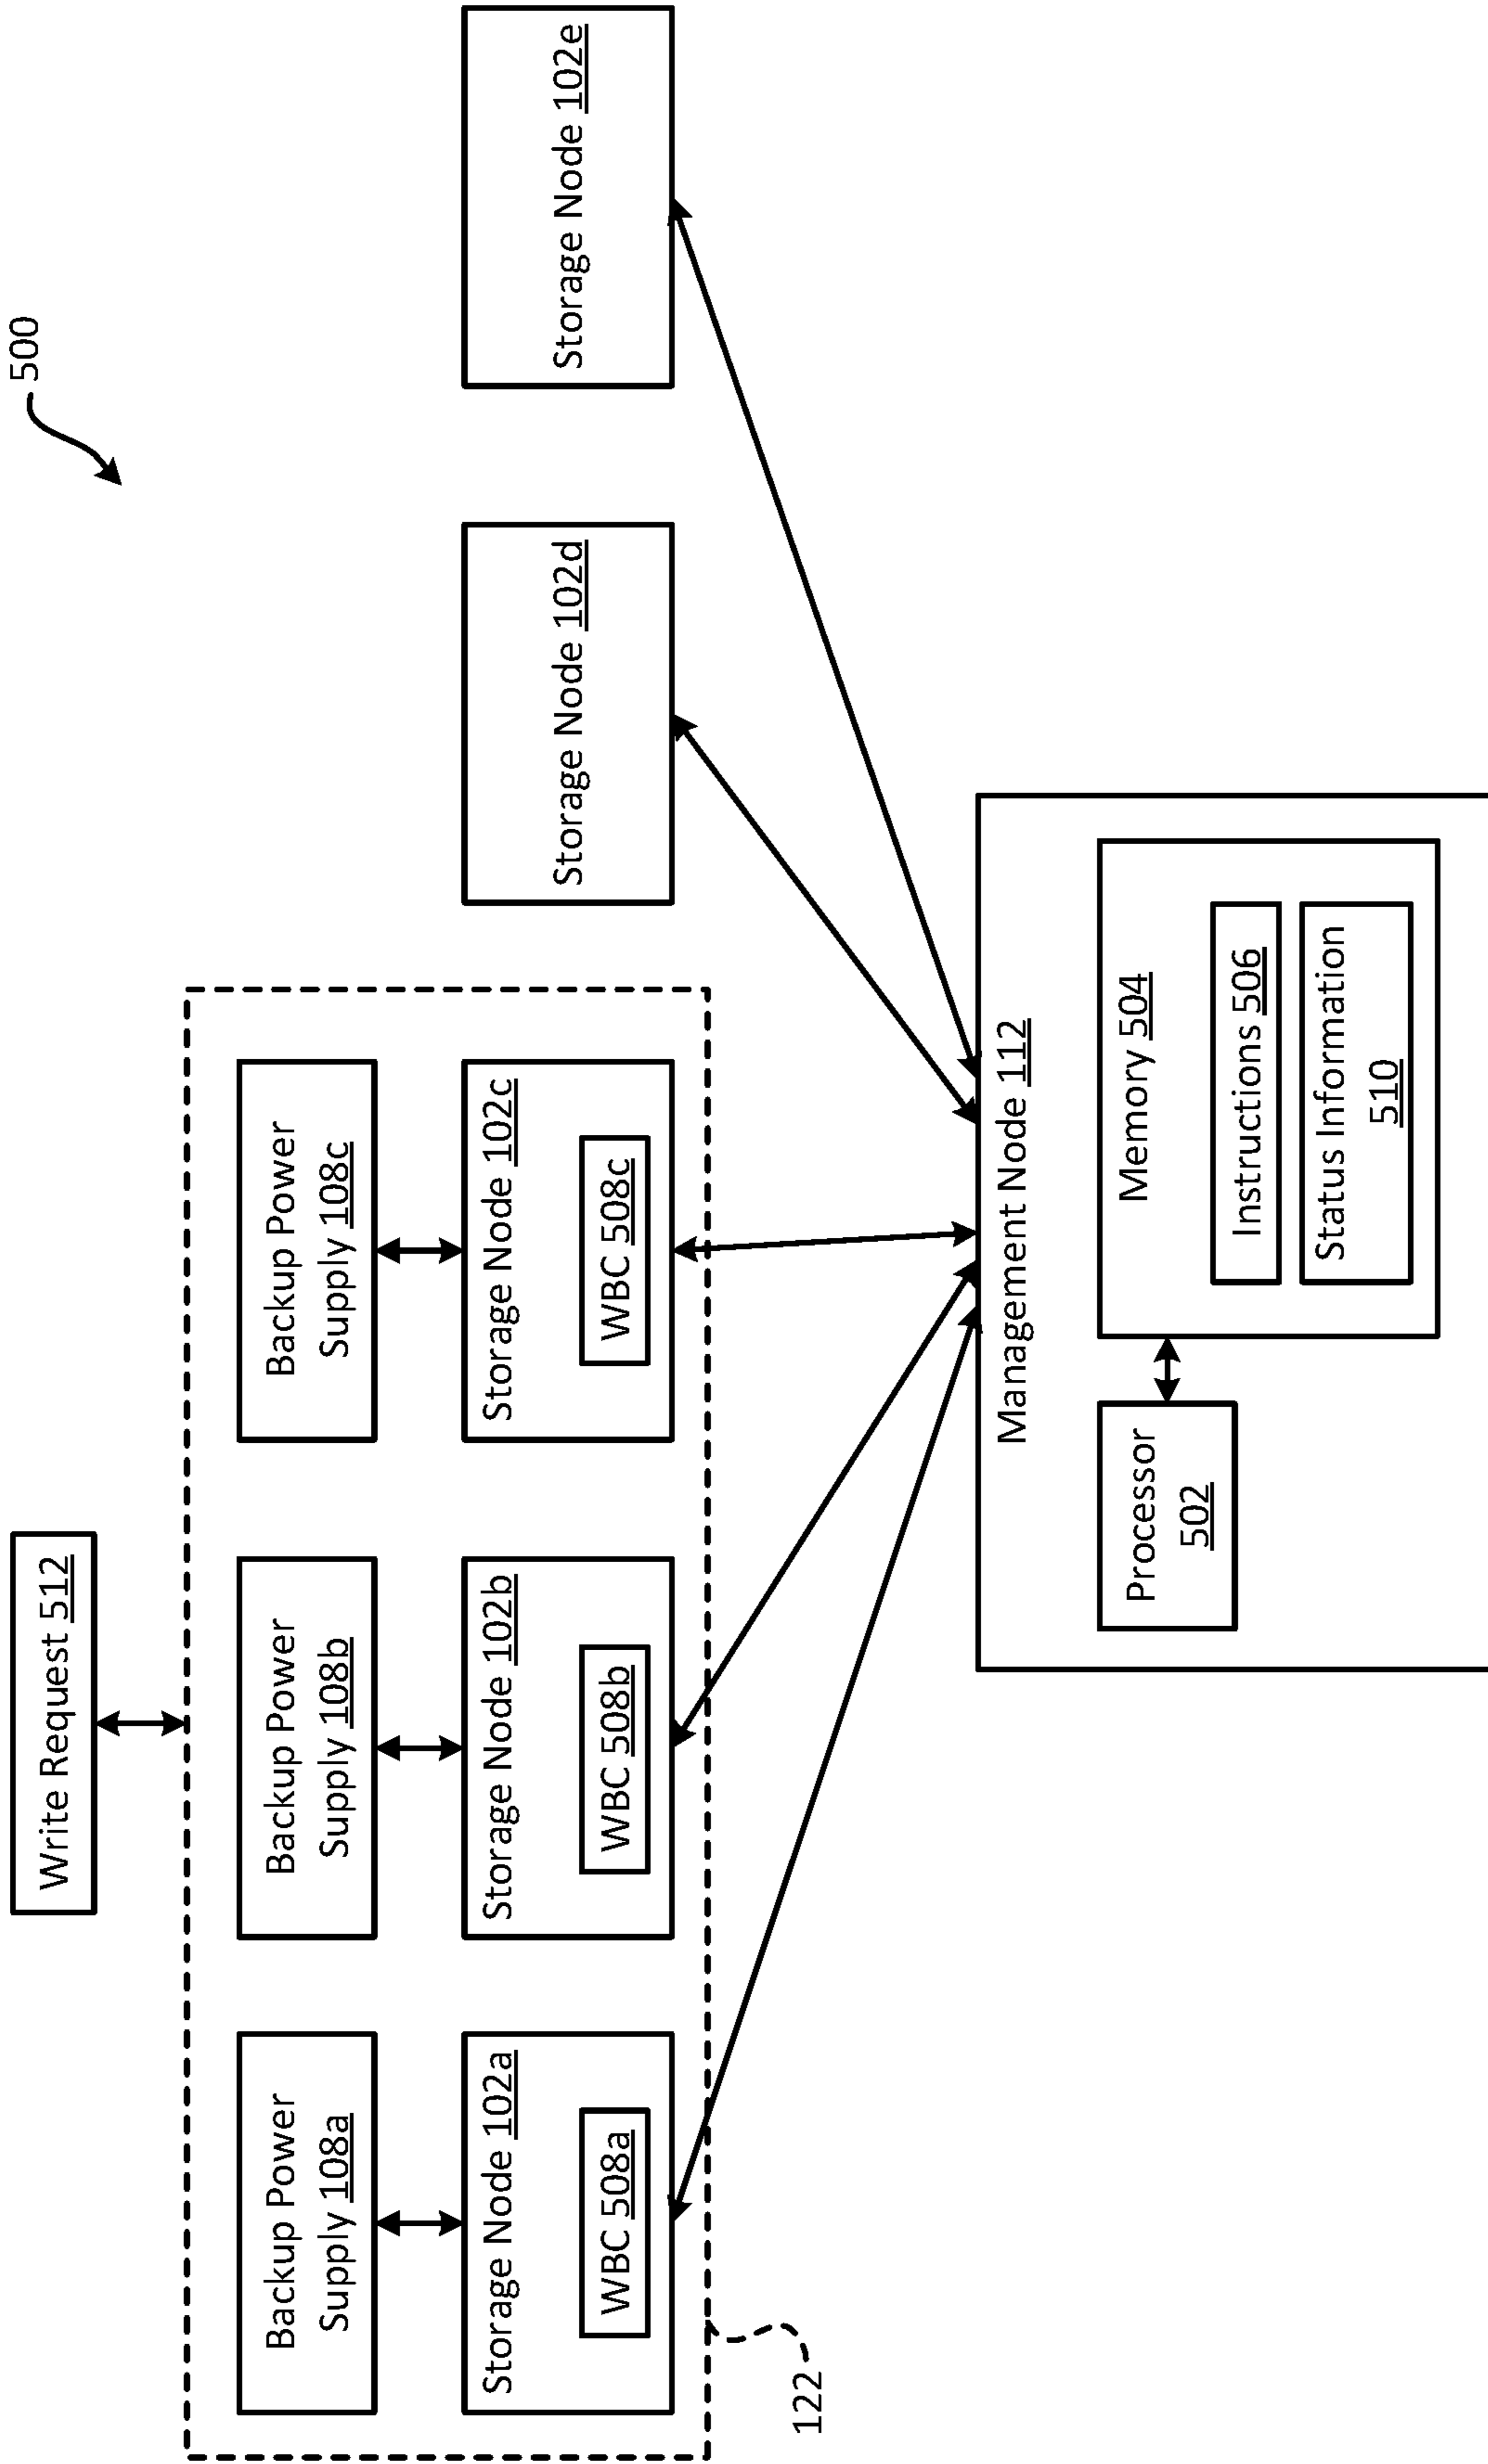 500
Write Request 512
Backup Power
Supply 108a
Backup Power
Supply 108b
Backup Power
Supply 108c
Storage Node 102a
WBC 508a
Storage Node 102b
WBC 508b
Storage Node 102c
WBC 508c
Storage Node 102d
Storage Node 102e
122
Management Node 112
Processor
502
Memory 504
Instructions 506
Status Information
510